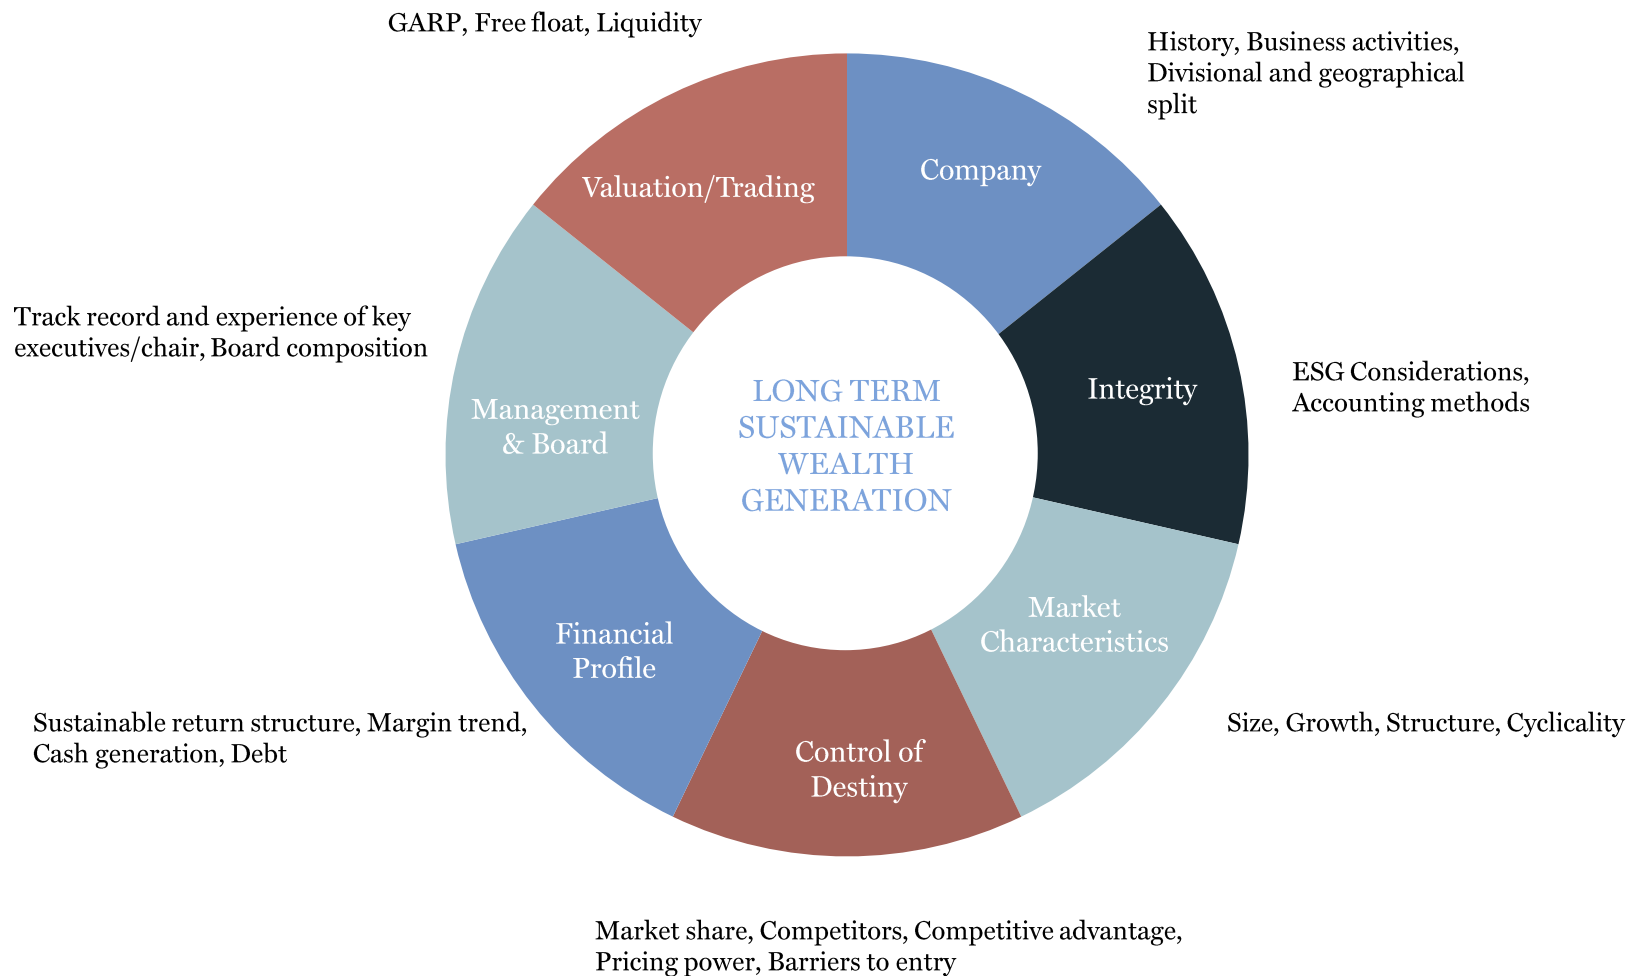 GARP, Free float, Liquidity
History, Business activities,
Divisional and geographical
split
Company
Valuation/Trading
Track record and experience of key
executives/chair, Board composition
Management
& Board
LONG TERM
SUSTAINABLE
WEALTH
GENERATION
Integrity
ESG Considerations,
Accounting methods
Financial
Profile
Market
Characteristics
Sustainable return structure, Margin trend,
Cash generation, Debt
Control of
Destiny
Size, Growth, Structure, Cyclicality
Market share, Competitors, Competitive advantage,
Pricing power, Barriers to entry